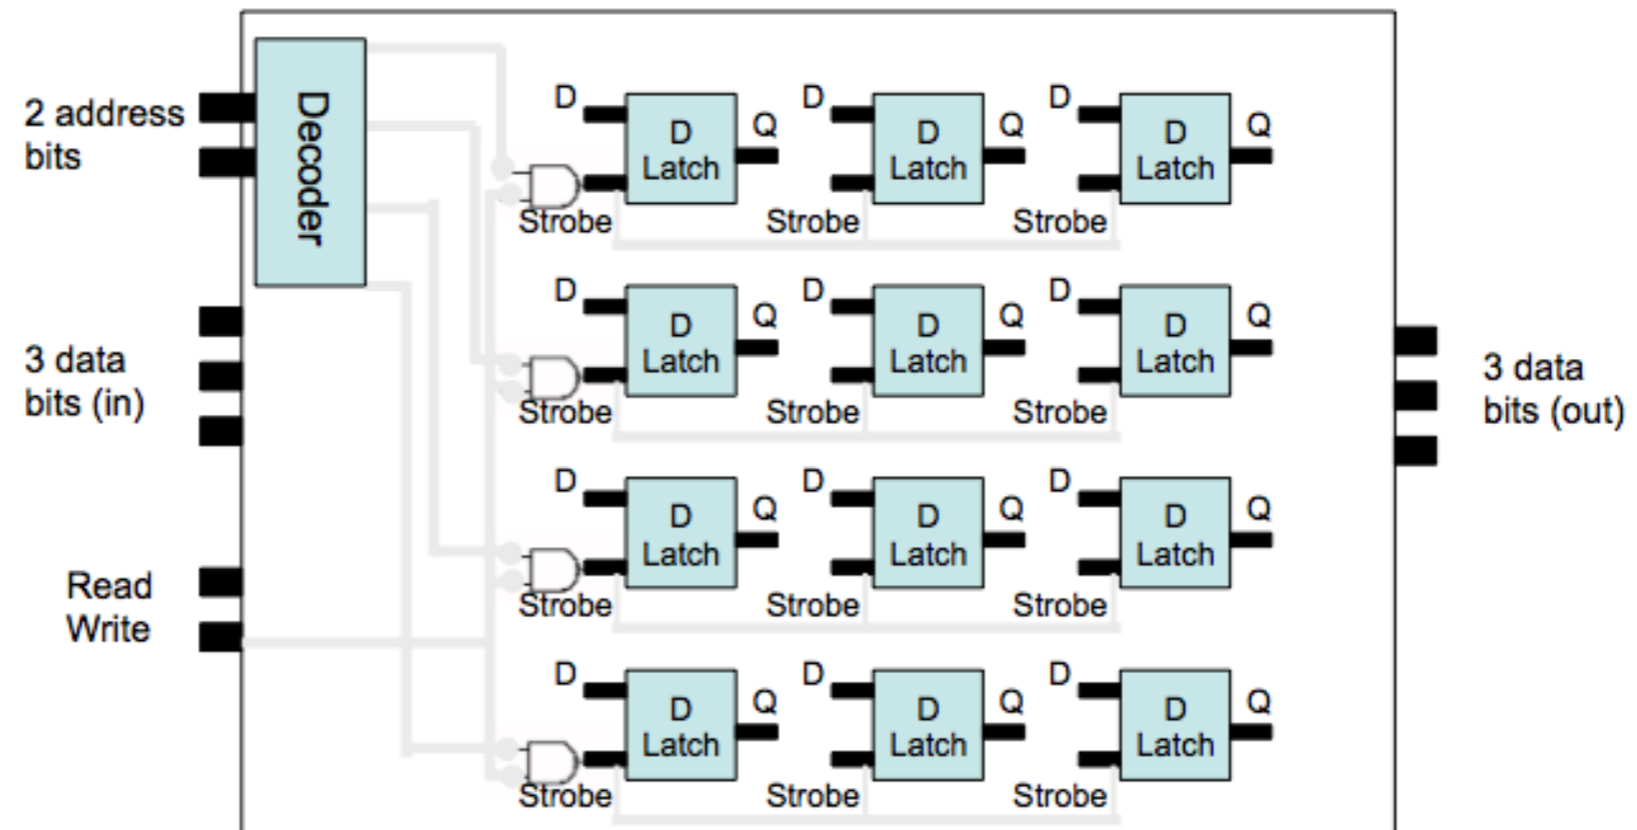 2 address
bits
Decoder
3 data
bits (in)
Read
Write
D
D
Latch
Q
Strobe
D
D
Latch
Q
Strobe
D
D
Latch
Q
Strobe
D
D
Latch
Q
Strobe
D
D
Latch
Q
Strobe
D
D
Latch
Q
Strobe
D
D
Latch
Q
Strobe
D
D
Latch
Q
Strobe
D
D
Latch
Q
Strobe
D
D
Latch
Q
Strobe
D
D
Latch
Q
Strobe
D
D
Latch
Q
Strobe
3 data
bits (out)